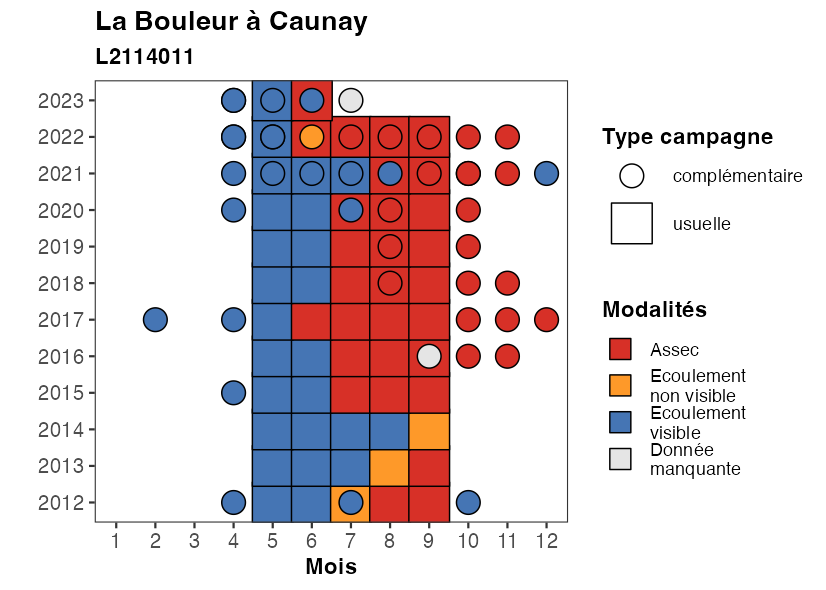 La Bouleur à Caunay
L2114011
2023
2022
2021
2020
2019
2018
2017
2016
2015
2014
2013
2012
1 2 3 4 5 6 7 8 9 10 11 12
Mois
Type campagne
complémentaire
usuelle
Modalités
Assec
Ecoulement
non visible
Ecoulement
visible
Donnée
manquante